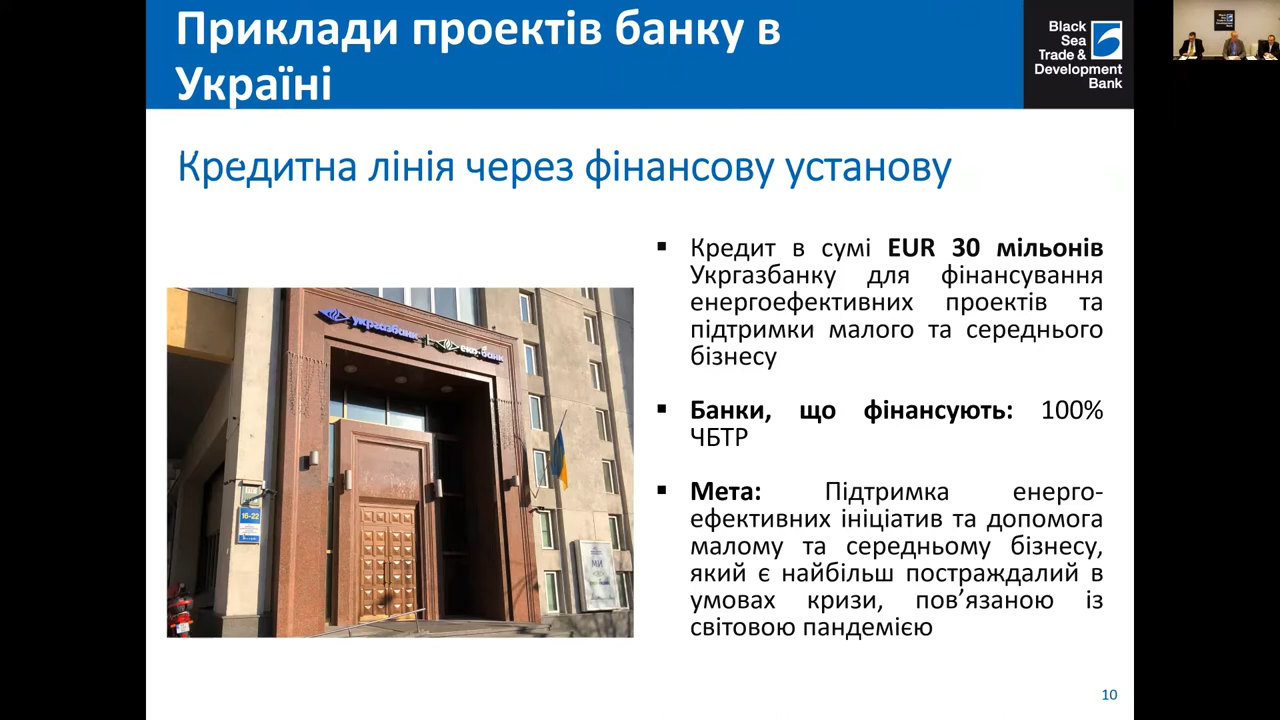 Приклади проектів банку в
Україні
Black
Sea
Trade &
Development
Bank
Кредитна лінія через фінансову установу
▪ Кредит в сумі EUR 30 мільонів
Укргазбанку для фінансування
енергоефективних проектів та
підтримки малого та середнього
бізнесу
▪ Банки, що фінансують: 100%
ЧБТР
▪ Мета: Підтримка енерго-
ефективних ініціатив та допомога
малому та середньому бізнесу,
який є найбільш постраждалий в
умовах кризи, пов’язаною із
світовою пандемією
укргазбанк
еко-банк
16-22
МИ
10